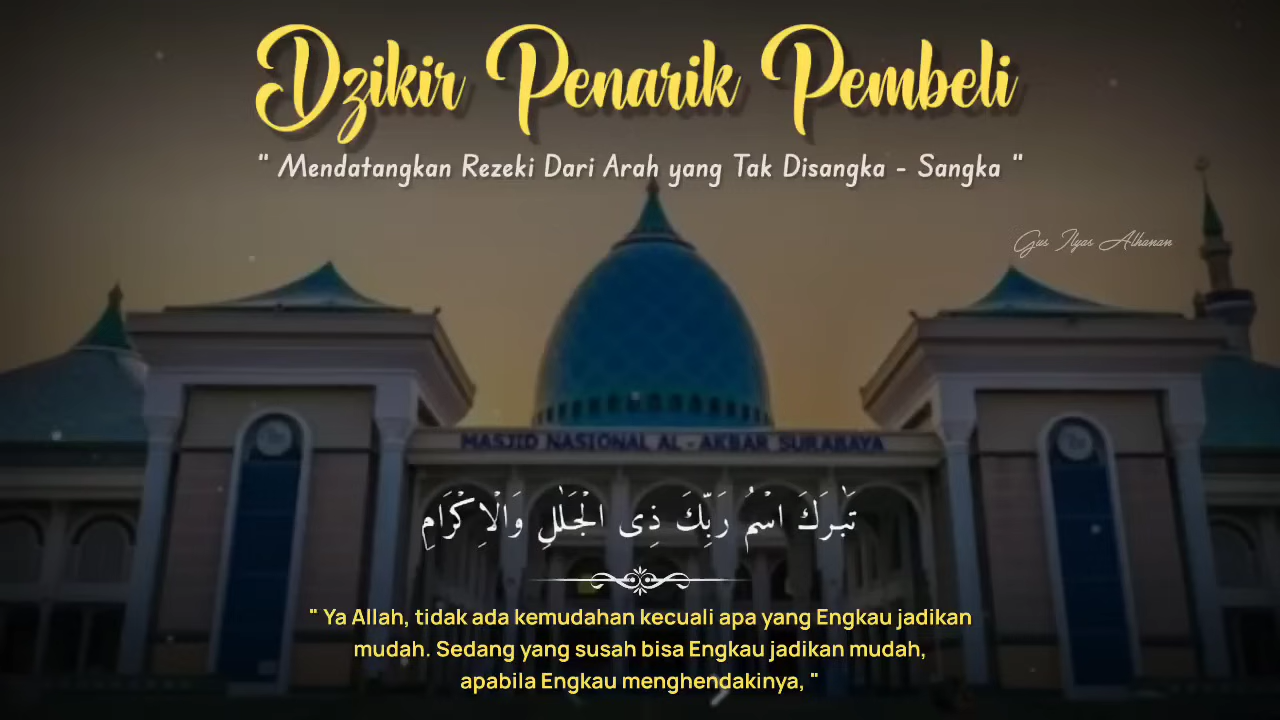 Dzikir Penarik Pembeli
" Mendatangkan Rezeki Dari Arah yang Tak Disangka - Sangka "
Gus Ilyas Alhanan
MASJID NASIONAL AL - AKBAR SURABAYA
تَبٰرَكَ اسْمُ رَبِّكَ ذِى الْجَلٰلِ وَالْاِكْرَامِ
" Ya Allah, tidak ada kemudahan kecuali apa yang Engkau jadikan
mudah. Sedang yang susah bisa Engkau jadikan mudah,
apabila Engkau menghendakinya, "